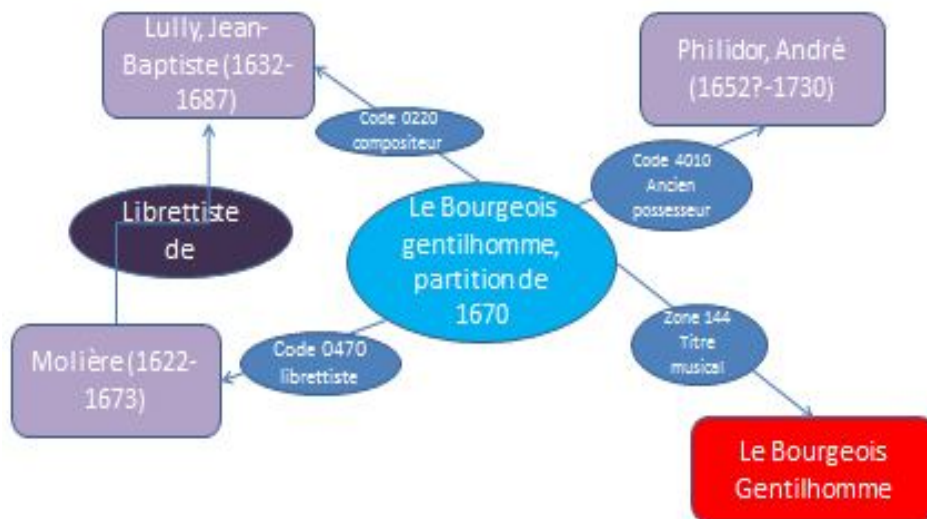 Lully, Jean-
Baptiste (1632-
1687)
Philidor, André
(1652?-1730)
Code 0220
compositeur
Code 4010
Ancien
possesseur
Librettiste
de
Le Bourgeois
gentilhomme,
partition de
1670
Zone 144
Titre
musical
Code 0470
librettiste
Molière (1622-
1673)
Le Bourgeois
Gentilhomme